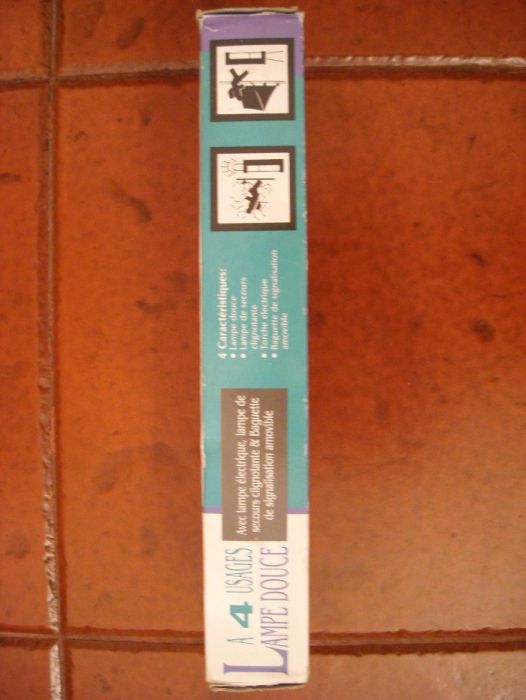 LAMPE DOUCE
A 4 USAGES
Avec lampe électrique, lampe de
secours clignotante & Baguette
de signalisation amovible
4 Caractéristiques:
• Lampe douce
• Lampe de secours
clignotante
• Torche électrique
• Baguette de signalisation
amovible